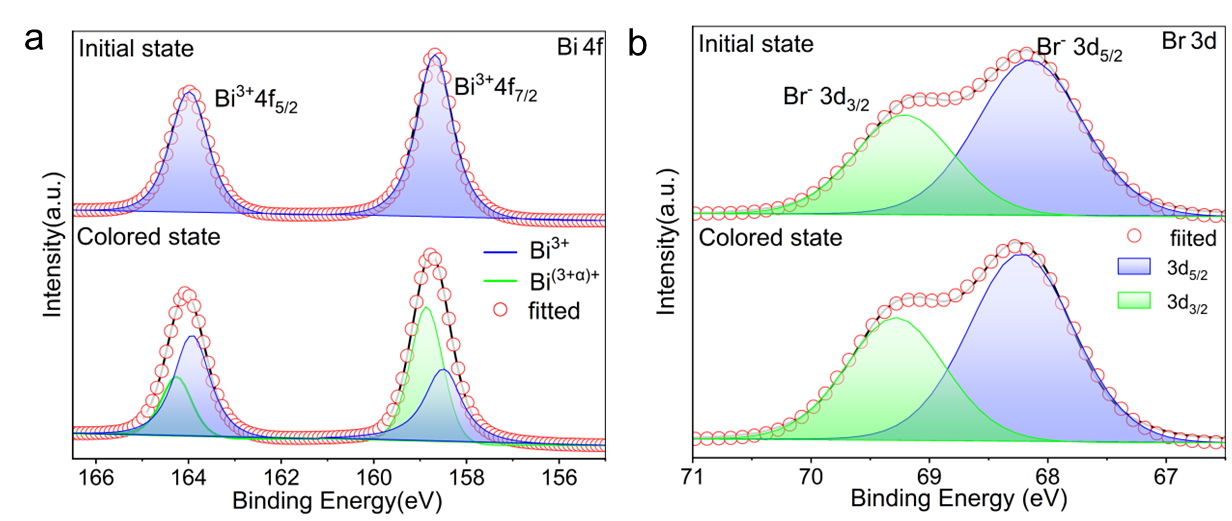 a
Initial state
Bi 4f
Bi³⁺4f₅/₂
Bi³⁺4f₇/₂
Colored state
Bi³⁺
Bi⁽³⁺ᵅ⁾⁺
fitted
Intensity(a.u.)
166 164 162 160 158 156
Binding Energy(eV)
b
Initial state
Br 3d
Br⁻ 3d₅/₂
Br⁻ 3d₃/₂
Colored state
fiited
3d₅/₂
3d₃/₂
Intensity(a.u.)
71 70 69 68 67
Binding Energy (eV)